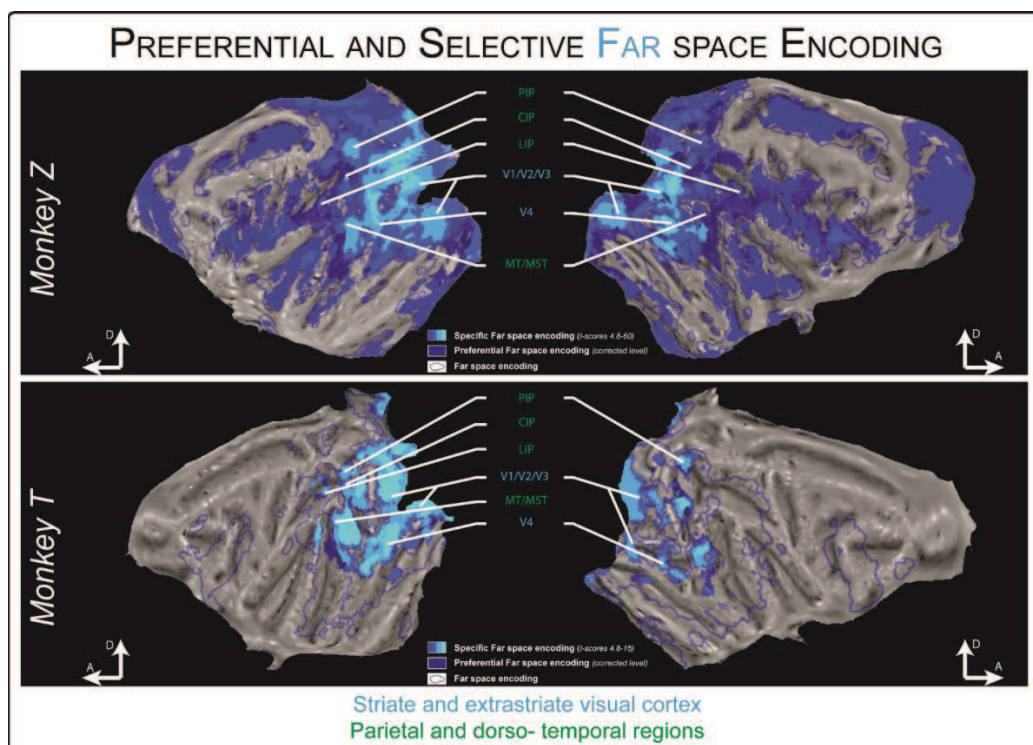 PREFERENTIAL AND SELECTIVE FAR SPACE ENCODING
Monkey Z
PIP
CIP
LIP
V1/V2/V3
V4
MT/MST
D
A
D
A
Specific Far space encoding (t-scores 4.8-60)
Preferential Far space encoding (corrected level)
Far space encoding
Monkey T
PIP
CIP
LIP
V1/V2/V3
MT/MST
V4
D
A
D
A
Specific Far space encoding (t-scores 4.8-15)
Preferential Far space encoding (corrected level)
Far space encoding
Striate and extrastriate visual cortex
Parietal and dorso- temporal regions